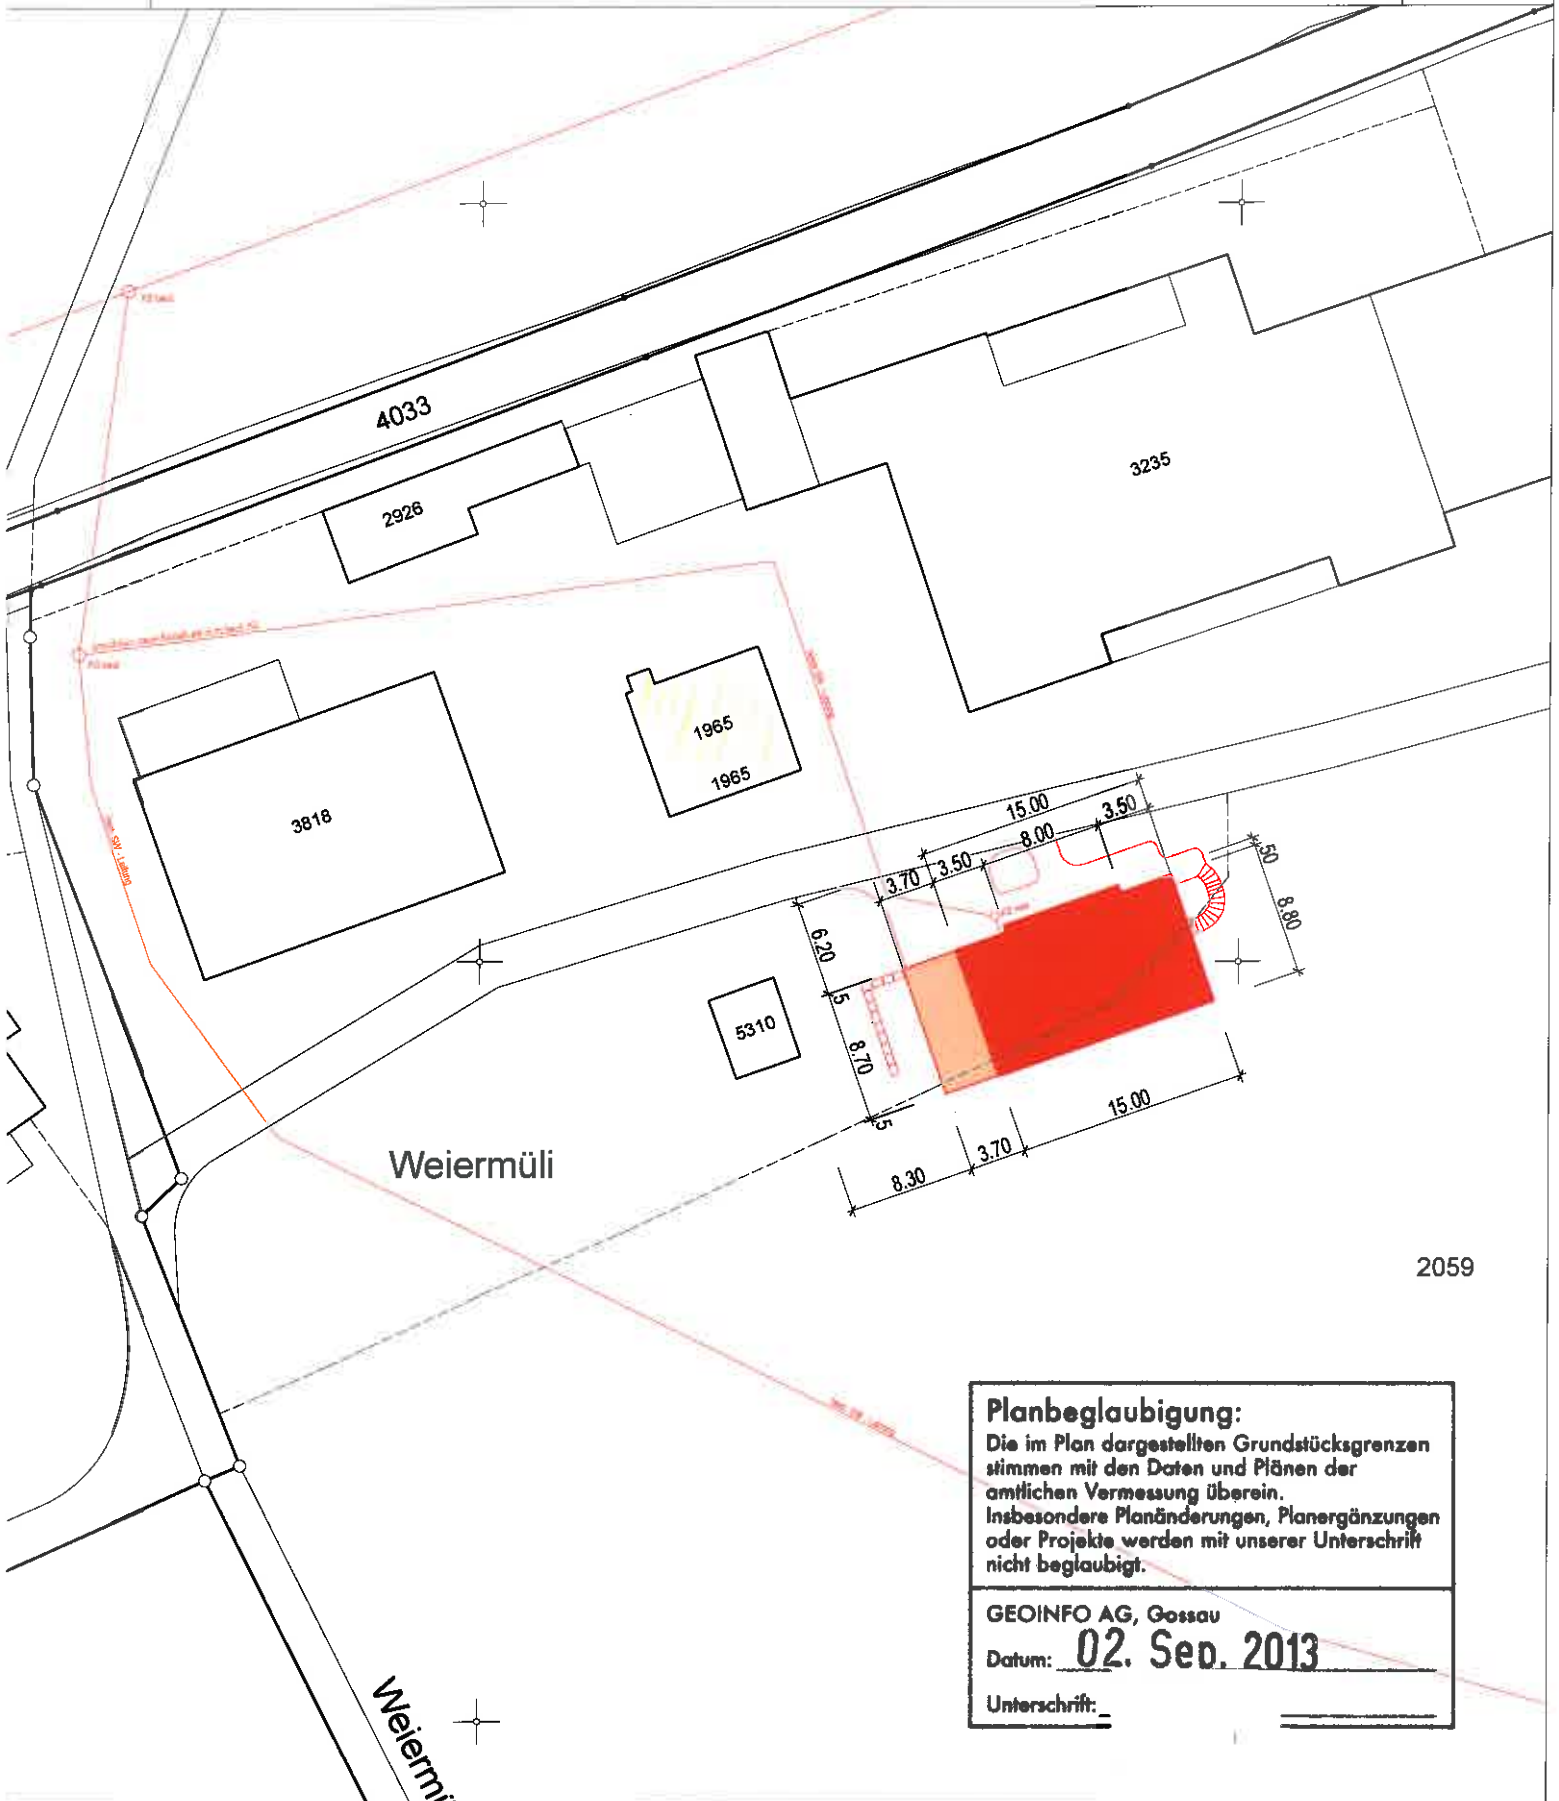 4033
2926
3235
1965
1965
3818
15.00
3.50
8.00
3.50
3.70
50
8.80
6.20
5
8.70
5
5310
15.00
3.70
8.30
Weiermüli
2059
Planbeglaubigung:
Die im Plan dargestellten Grundstücksgrenzen
stimmen mit den Daten und Plänen der
amtlichen Vermessung überein.
Insbesondere Planänderungen, Planergänzungen
oder Projekte werden mit unserer Unterschrift
nicht beglaubigt.
GEOINFO AG, Gossau
Datum: 02. Sep. 2013
Unterschrift:
Weiermü